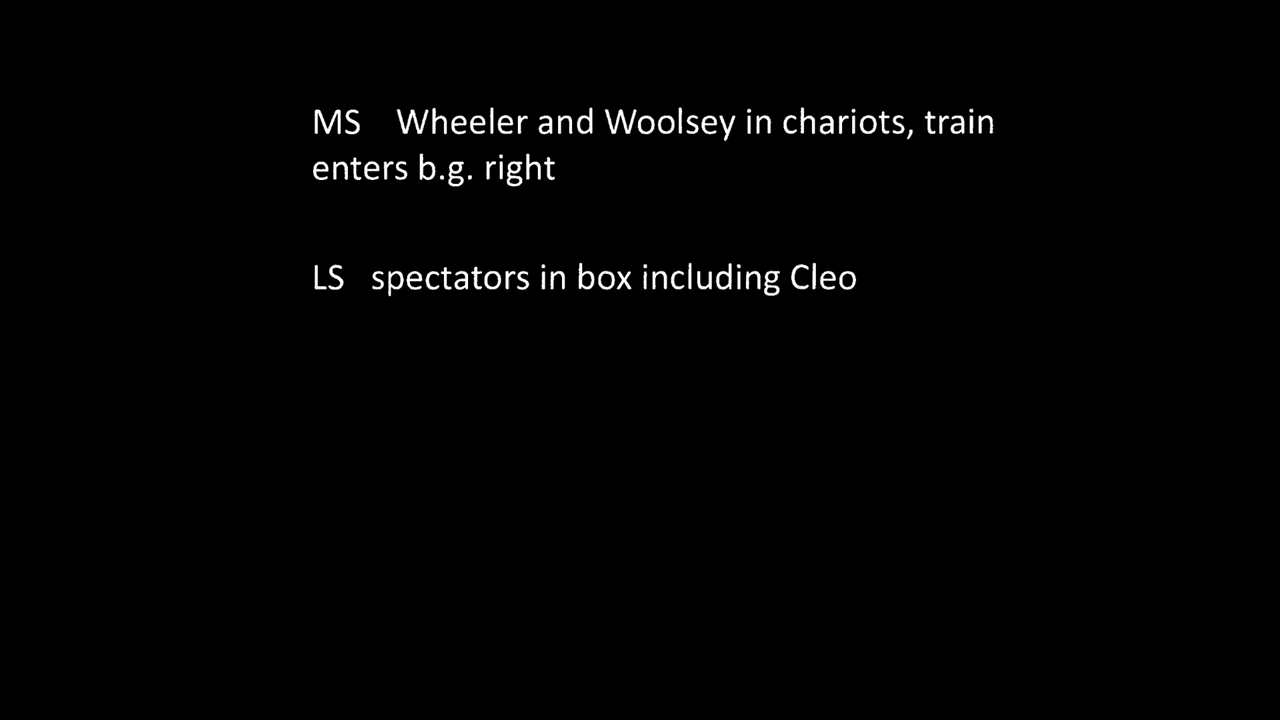 MS    Wheeler and Woolsey in chariots, train
enters b.g. right
LS   spectators in box including Cleo